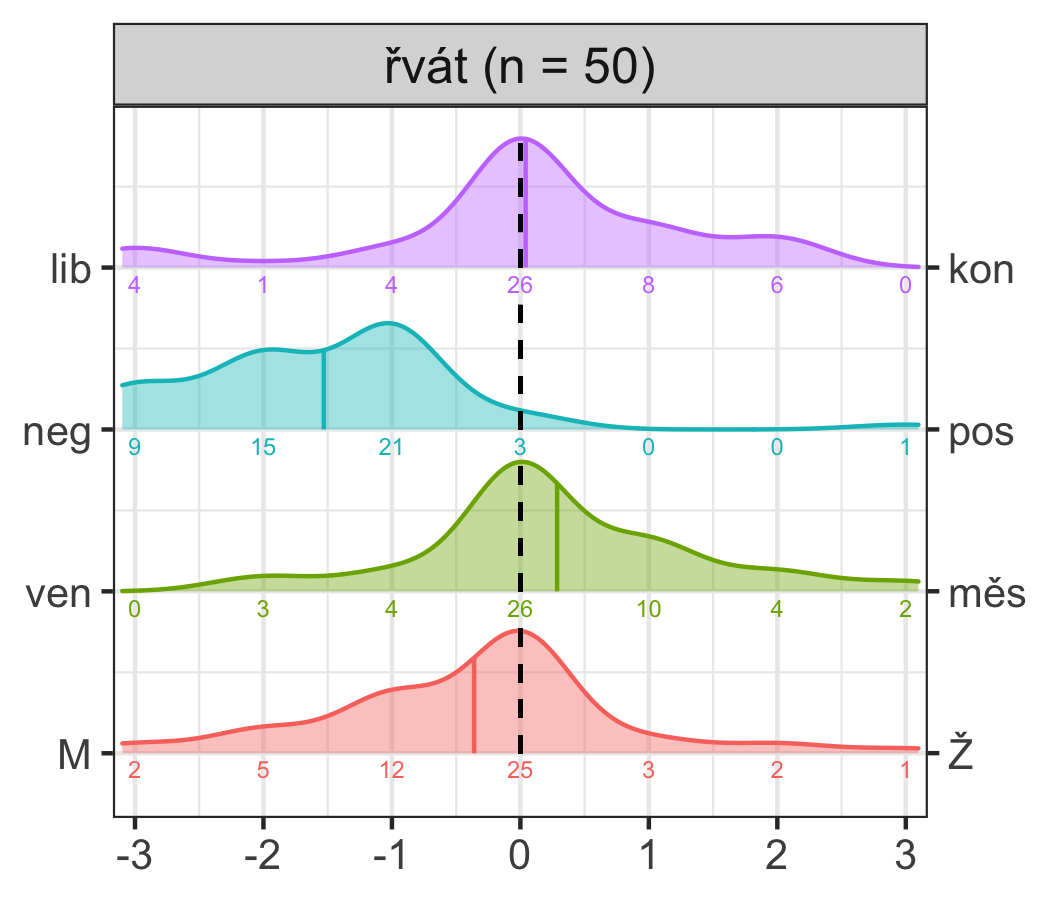 řvát (n = 50)
lib kon
4 1 4 26 8 6 0
neg pos
9 15 21 3 0 0 1
ven měs
0 3 4 26 10 4 2
M Ž
2 5 12 25 3 2 1
-3 -2 -1 0 1 2 3